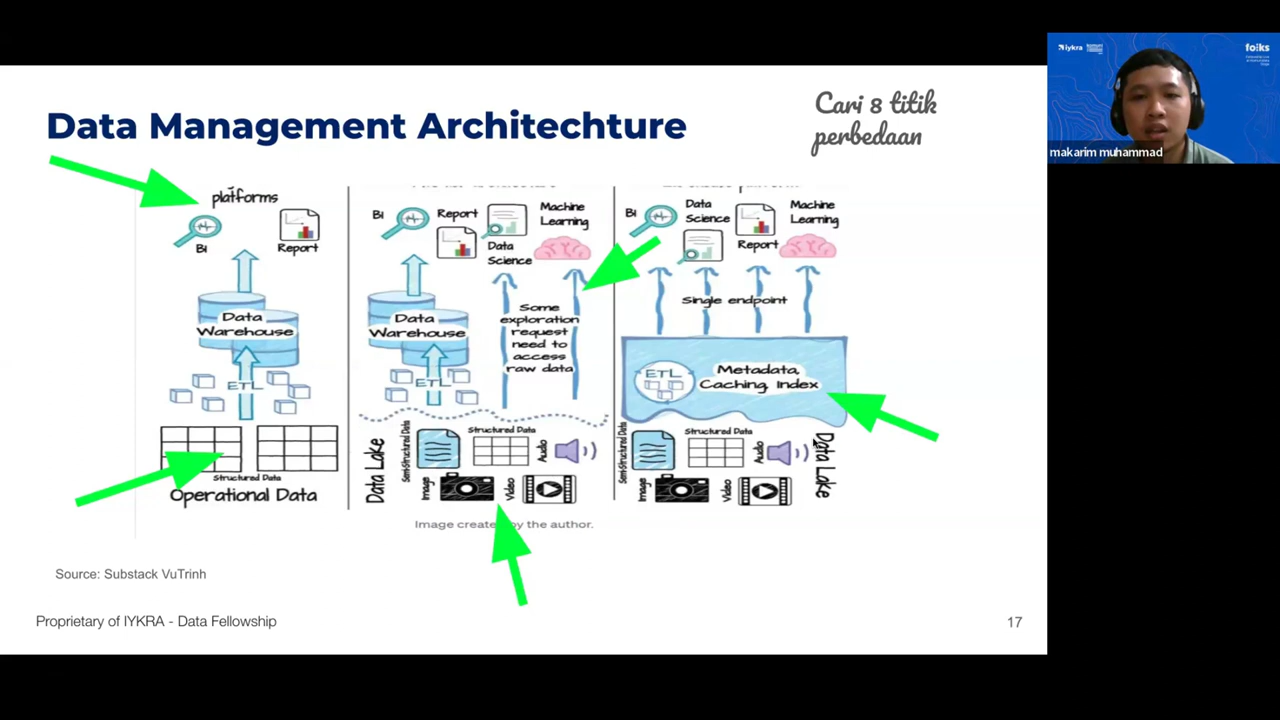 iykra
fo/ks
Data Management Architechture
Cari 8 titik
perbedaan
makarim muhammad
platforms
BI
Report
Data
Warehouse
ETL
Structured Data
Operational Data
BI
Report
Data
Science
Machine
Learning
Data
Warehouse
ETL
Some
exploration
request
need to
access
raw data
Data Lake
Semi-Structured Data
Structured Data
Audio
Image
Video
BI
Data
Science
Report
Machine
Learning
Single endpoint
ETL
Metadata,
Caching, Index
Semi-Structured Data
Structured Data
Audio
Data Lake
Image
Video
Image created by the author.
Source: Substack VuTrinh
Proprietary of IYKRA - Data Fellowship
17